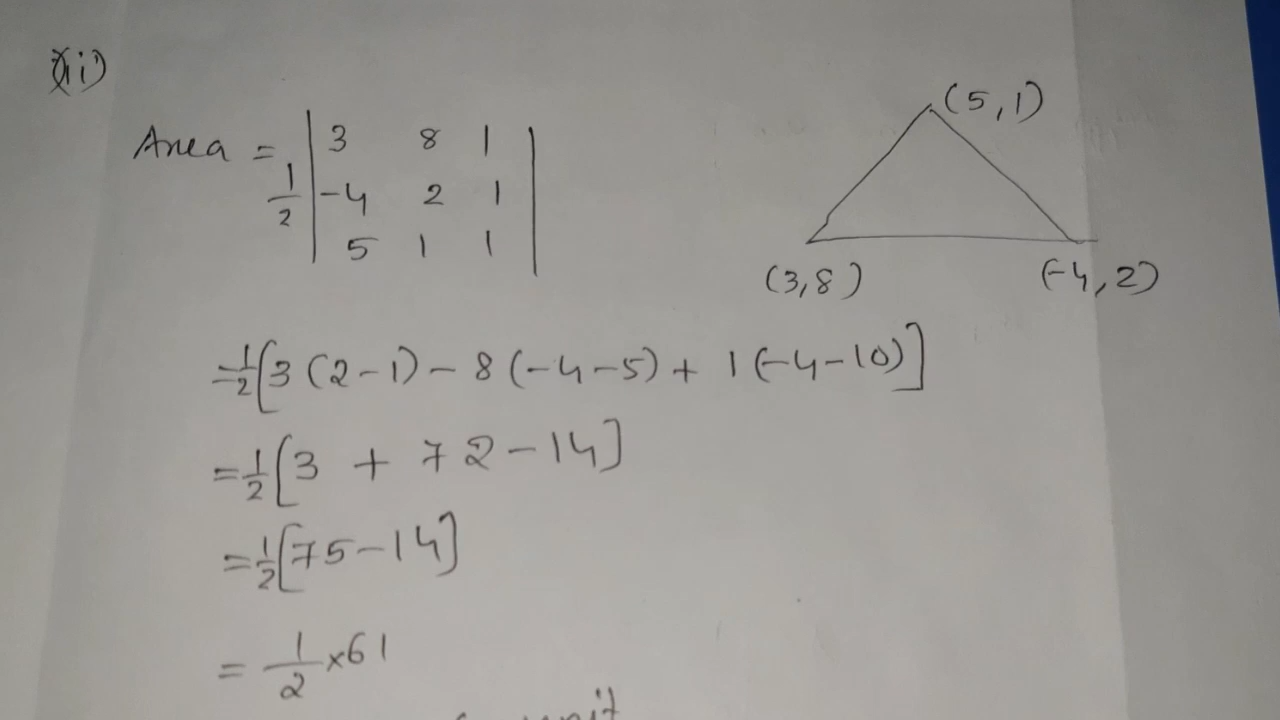 ii)
(5,1)
Area = 1/2 | 3 8 1 |
| -4 2 1 |
| 5 1 1 |
(3,8) (-4,2)
= 1/2 [3(2-1) - 8(-4-5) + 1(-4-10)]
= 1/2 [3 + 72 - 14]
= 1/2 [75 - 14]
= 1/2 × 61
unit